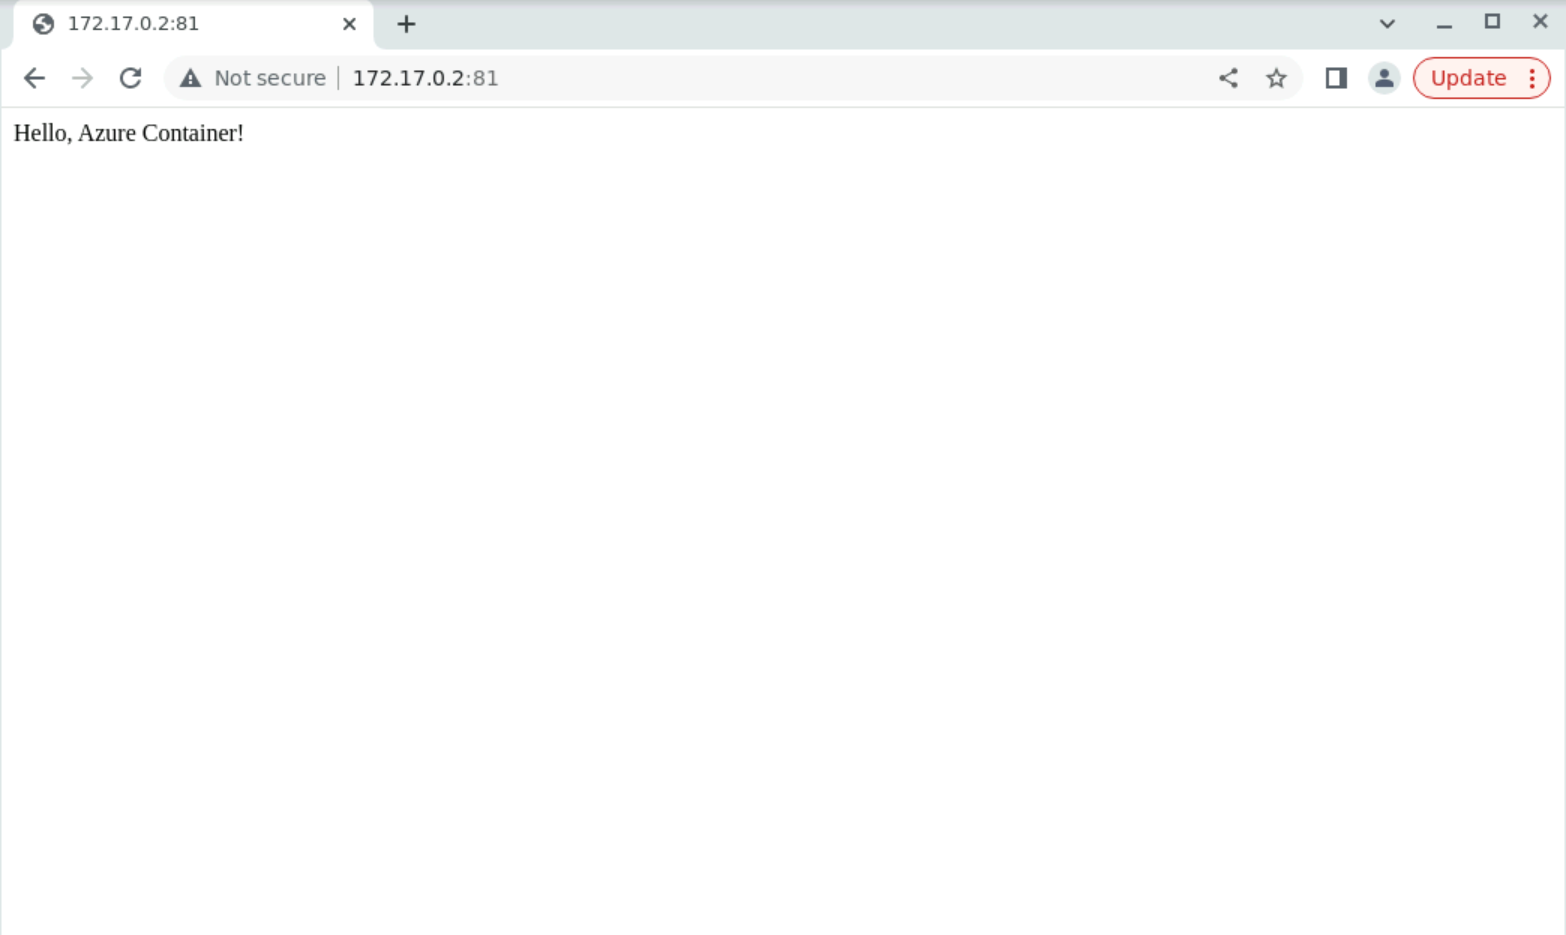 172.17.0.2:81
Not secure 172.17.0.2:81 Update
Hello, Azure Container!